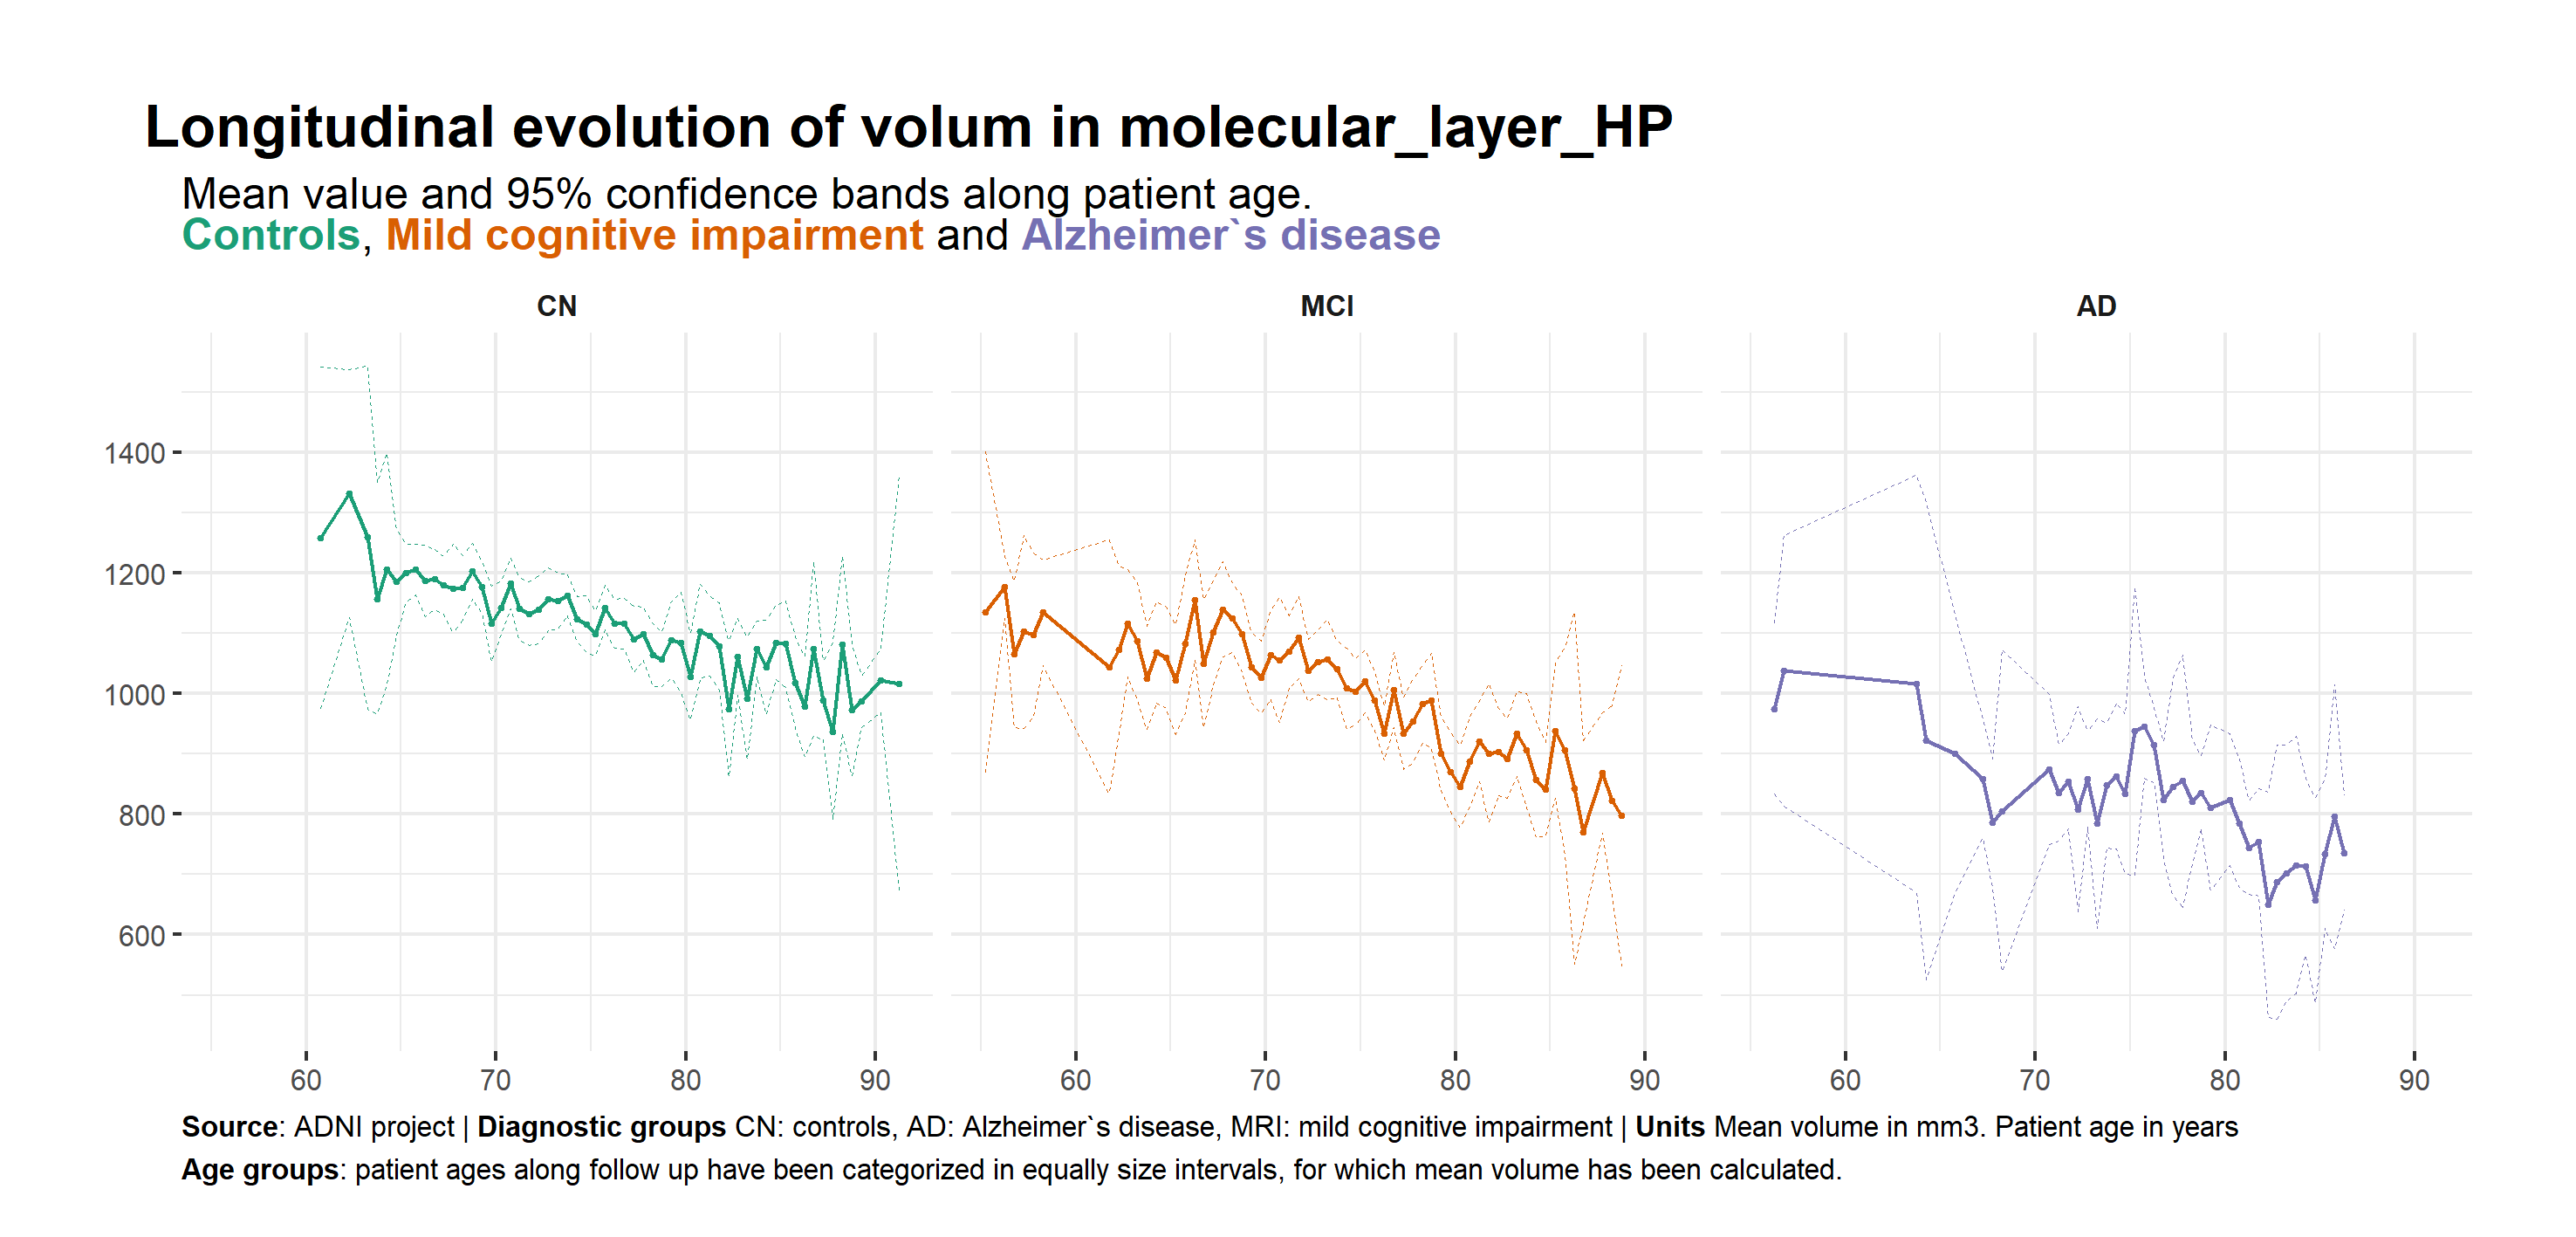 Longitudinal evolution of volum in molecular_layer_HP
Mean value and 95% confidence bands along patient age.
Controls, Mild cognitive impairment and Alzheimer`s disease
CN MCI AD
1400
1200
1000
800
600
60 70 80 90 60 70 80 90 60 70 80 90
Source: ADNI project | Diagnostic groups CN: controls, AD: Alzheimer`s disease, MRI: mild cognitive impairment | Units Mean volume in mm3. Patient age in years
Age groups: patient ages along follow up have been categorized in equally size intervals, for which mean volume has been calculated.